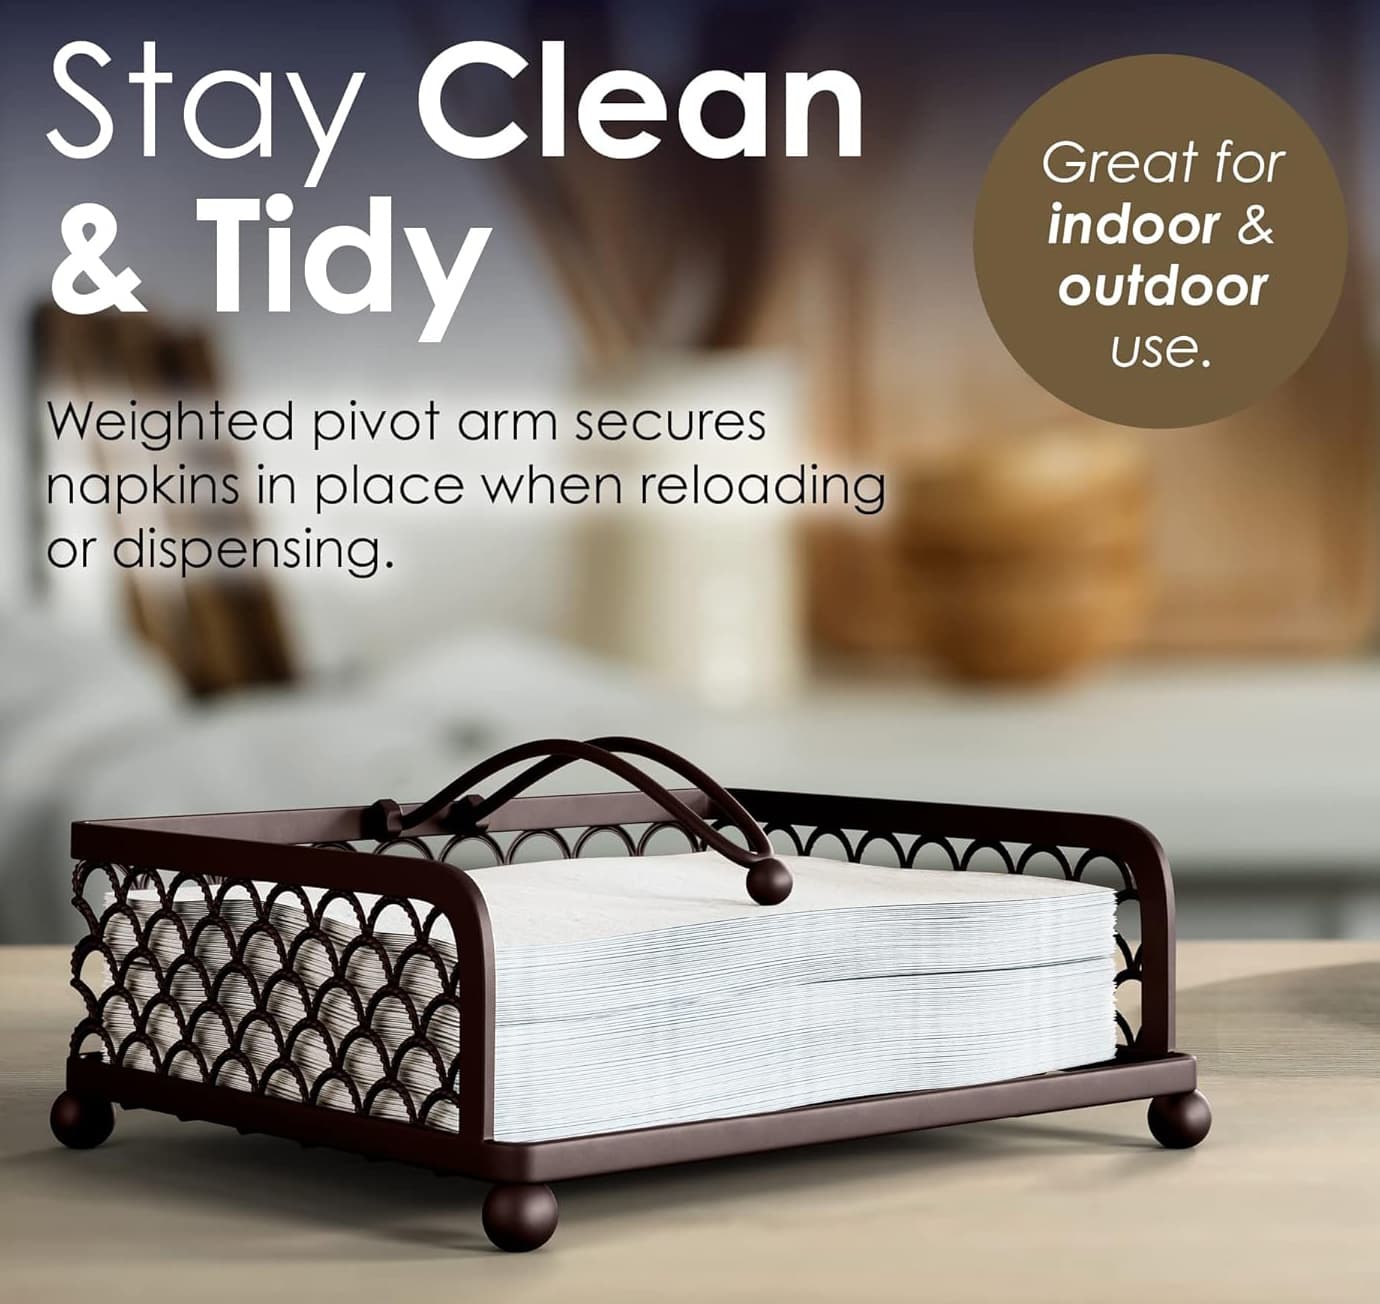 Stay Clean
& Tidy
Weighted pivot arm secures
napkins in place when reloading
or dispensing.
Great for
indoor &
outdoor
use.